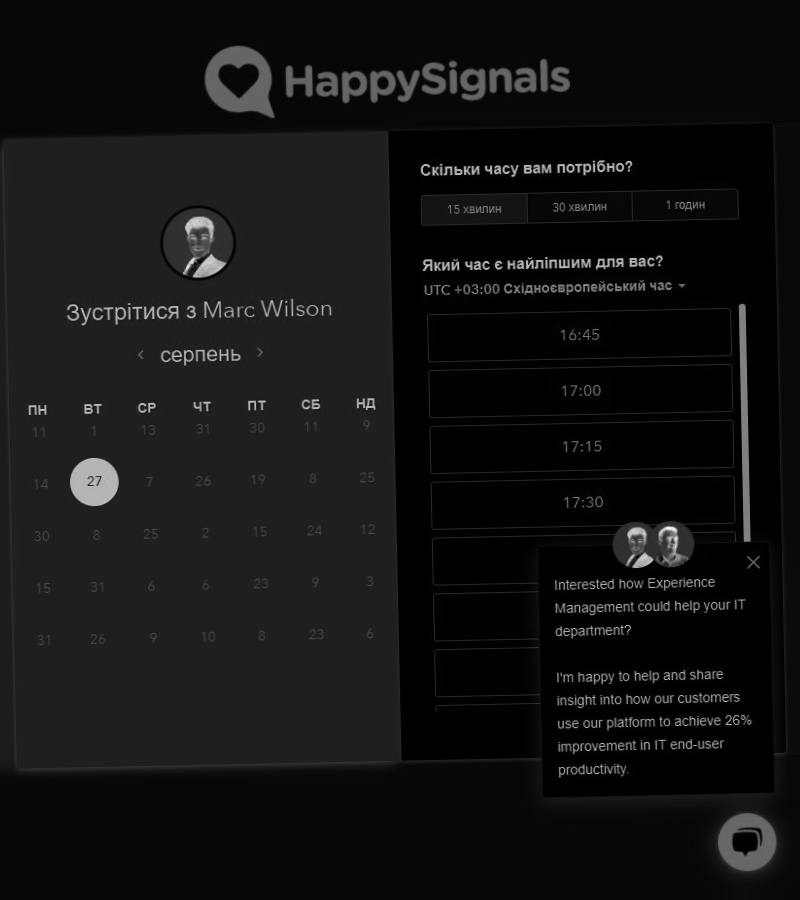 HappySignals
Зустрітися з Marc Wilson
серпень
ПН ВТ СР ЧТ ПТ СБ НД
11 1 13 31 30 11 9
14 27 7 26 19 8 25
30 8 25 2 15 24 12
15 31 6 6 23 9 3
31 26 9 10 8 23 6
Скільки часу вам потрібно?
15 хвилин 30 хвилин 1 годин
Який час є найліпшим для вас?
UTC +03:00 Східноєвропейський час
16:45
17:00
17:15
17:30
Interested how Experience
Management could help your IT
department?
I'm happy to help and share
insight into how our customers
use our platform to achieve 26%
improvement in IT end-user
productivity.